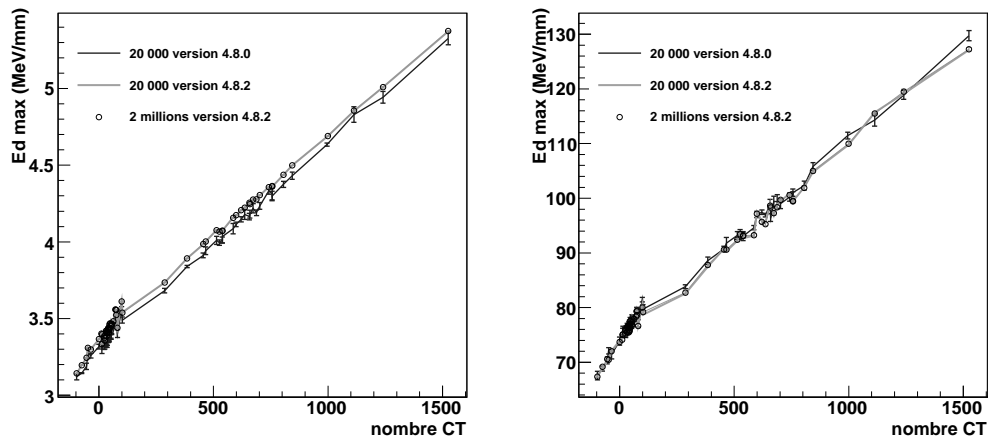 Ed max (MeV/mm)
5
4.5
4
3.5
3
20 000 version 4.8.0
20 000 version 4.8.2
2 millions version 4.8.2
0
500
1000
1500
nombre CT
Ed max (MeV/mm)
130
120
110
100
90
80
70
20 000 version 4.8.0
20 000 version 4.8.2
2 millions version 4.8.2
0
500
1000
1500
nombre CT